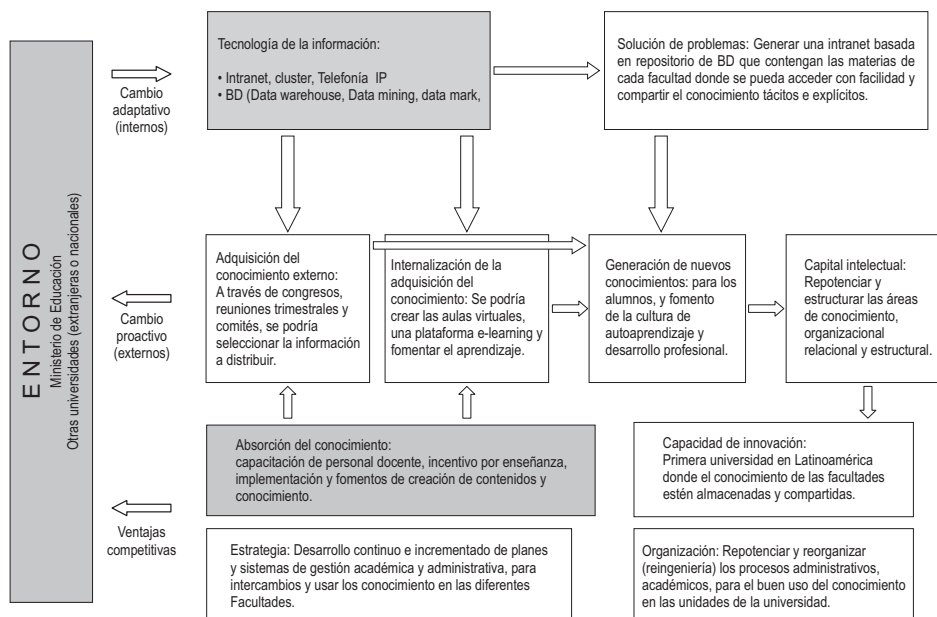 ENTORNO
Ministerio de Educación
Otras universidades (extranjeras o nacionales)
Cambio
adaptativo
(internos)
Tecnología de la información:
• Intranet, cluster, Telefonía IP
• BD (Data warehouse, Data mining, data mark,
Solución de problemas: Generar una intranet basada
en repositorio de BD que contengan las materias de
cada facultad donde se pueda acceder con facilidad y
compartir el conocimiento tácitos e explícitos.
Cambio
proactivo
(externos)
Adquisición del
conocimiento externo:
A través de congresos,
reuniones trimestrales y
comités, se podría
seleccionar la información
a distribuir.
Internalización de la
adquisición del
conocimiento: Se podría
crear las aulas virtuales,
una plataforma e-learning y
fomentar el aprendizaje.
Generación de nuevos
conocimientos: para los
alumnos, y fomento
de la cultura de
autoaprendizaje y
desarrollo profesional.
Capital intelectual:
Repotenciar y
estructurar las áreas
de conocimiento,
organizacional
relacional y estructural.
Absorción del conocimiento:
capacitación de personal docente, incentivo por enseñanza,
implementación y fomentos de creación de contenidos y
conocimiento.
Capacidad de innovación:
Primera universidad en Latinoamérica
donde el conocimiento de las facultades
estén almacenadas y compartidas.
Ventajas
competitivas
Estrategia: Desarrollo continuo e incrementado de planes
y sistemas de gestión académica y administrativa, para
intercambios y usar los conocimiento en las diferentes
Facultades.
Organización: Repotenciar y reorganizar
(reingeniería) los procesos administrativos,
académicos, para el buen uso del conocimiento
en las unidades de la universidad.